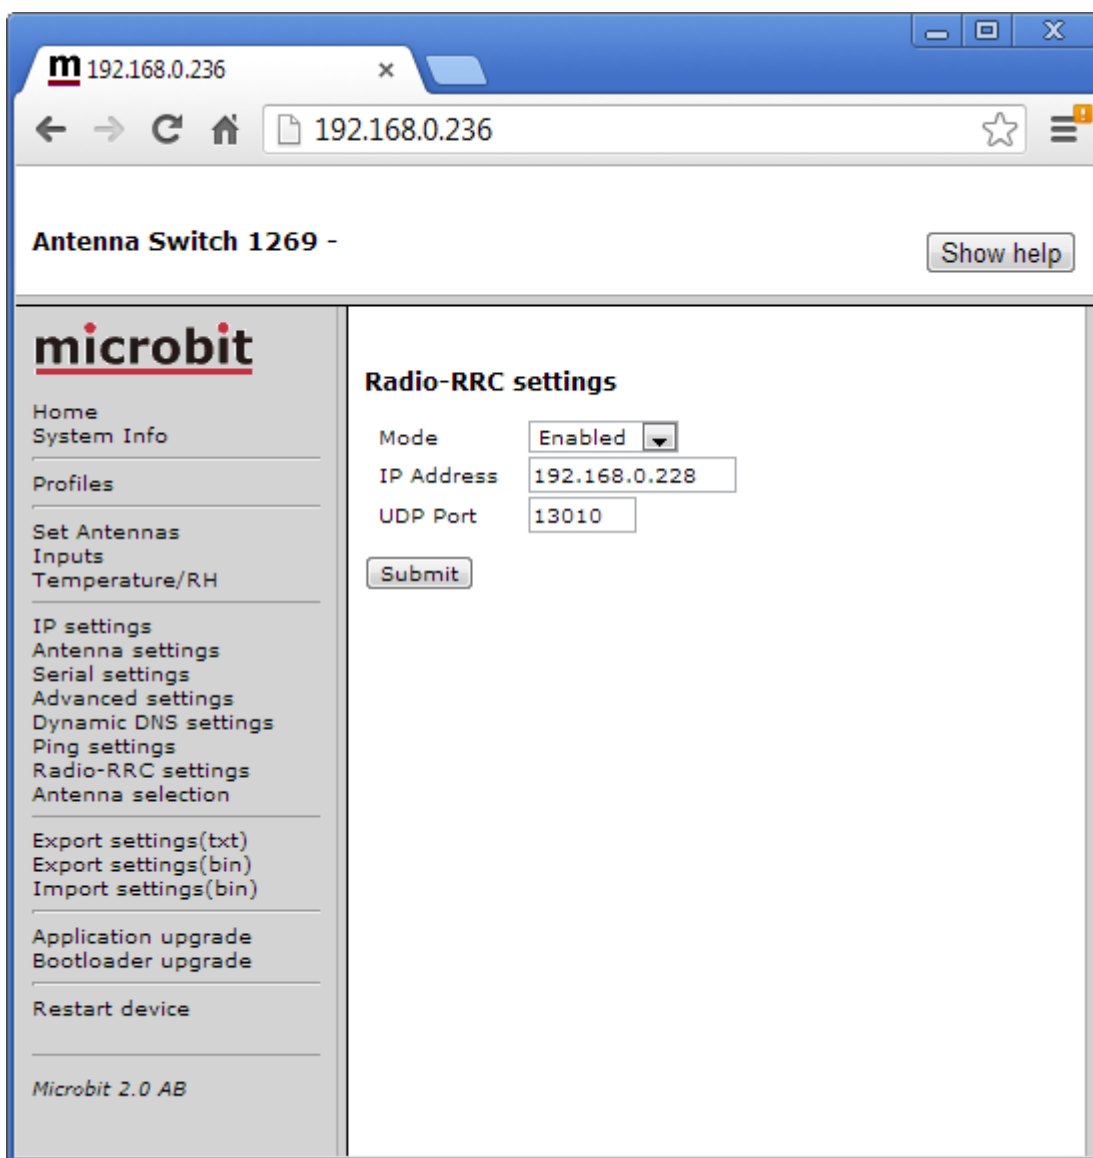 m 192.168.0.236
192.168.0.236
Antenna Switch 1269 -
Show help
microbit
Home
System Info
Profiles
Set Antennas
Inputs
Temperature/RH
IP settings
Antenna settings
Serial settings
Advanced settings
Dynamic DNS settings
Ping settings
Radio-RRC settings
Antenna selection
Export settings(txt)
Export settings(bin)
Import settings(bin)
Application upgrade
Bootloader upgrade
Restart device
Microbit 2.0 AB
Radio-RRC settings
Mode Enabled
IP Address 192.168.0.228
UDP Port 13010
Submit